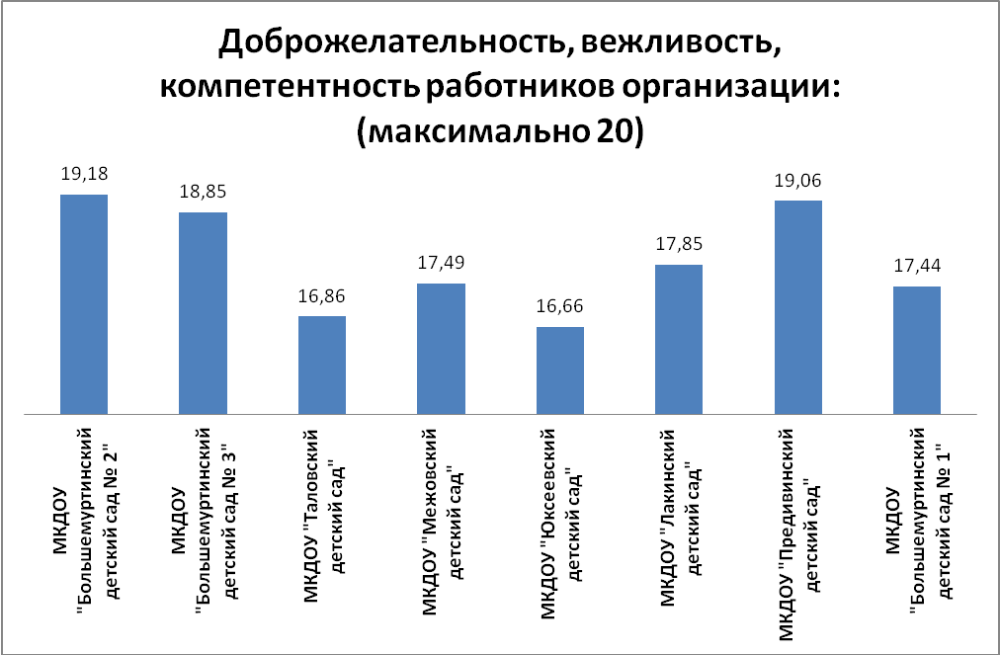 Доброжелательность, вежливость,
компетентность работников организации:
(максимально 20)
19,18
18,85
16,86
17,49
16,66
17,85
19,06
17,44
МКДОУ
"Большемуртинский
детский сад № 2"
МКДОУ
"Большемуртинский
детский сад № 3"
МКДОУ "Таловский
детский сад"
МКДОУ "Межовский
детский сад"
МКДОУ "Юксеевский
детский сад"
МКДОУ "Лакинский
детский сад"
МКДОУ "Предивинский
детский сад"
МКДОУ
"Большемуртинский
детский сад № 1"